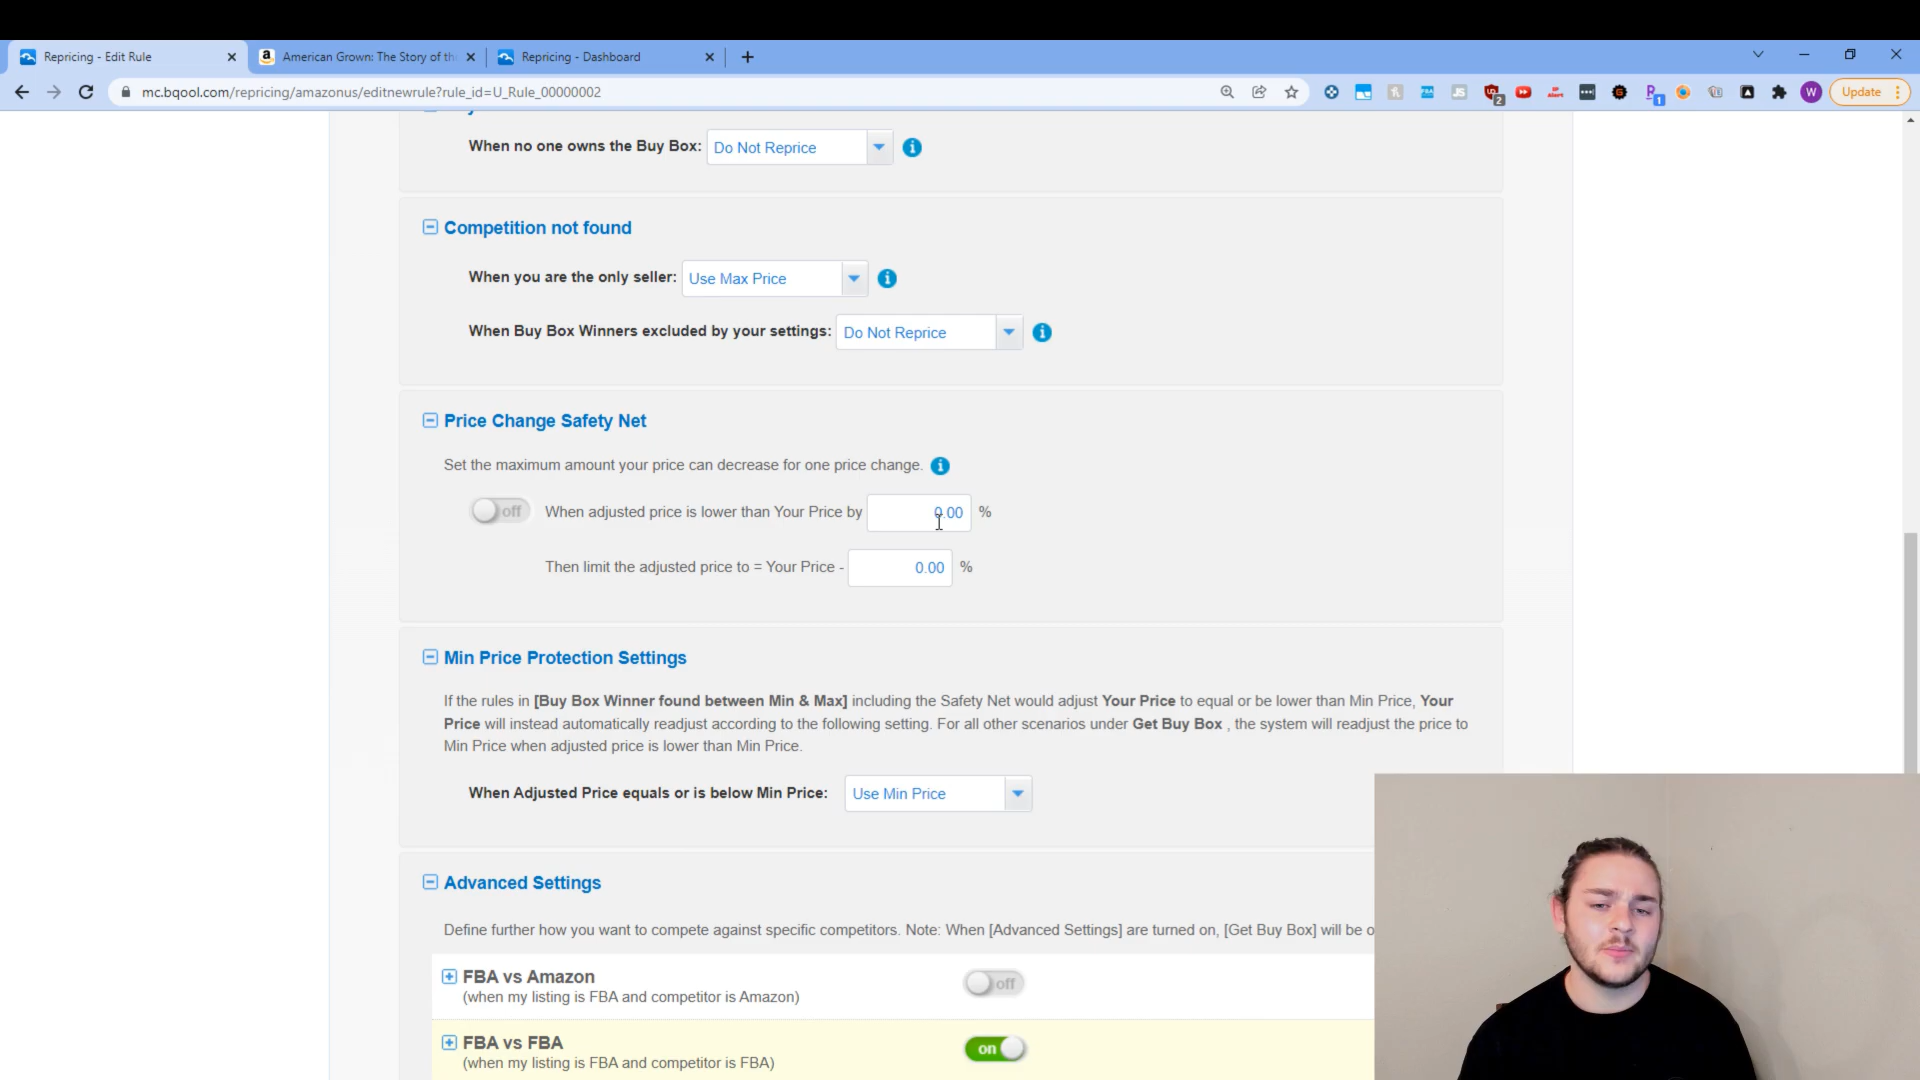 Repricing - Edit Rule
American Grown: The Story of th
Repricing - Dashboard
mc.bqool.com/repricing/amazonus/editnewrule?rule_id=U_Rule_00000002
2
1
W
Update
When no one owns the Buy Box: Do Not Reprice
Competition not found
When you are the only seller: Use Max Price
When Buy Box Winners excluded by your settings: Do Not Reprice
Price Change Safety Net
Set the maximum amount your price can decrease for one price change.
off When adjusted price is lower than Your Price by 0.00 %
Then limit the adjusted price to = Your Price - 0.00 %
Min Price Protection Settings
If the rules in [Buy Box Winner found between Min & Max] including the Safety Net would adjust Your Price to equal or be lower than Min Price, Your
Price will instead automatically readjust according to the following setting. For all other scenarios under Get Buy Box , the system will readjust the price to
Min Price when adjusted price is lower than Min Price.
When Adjusted Price equals or is below Min Price: Use Min Price
Advanced Settings
Define further how you want to compete against specific competitors. Note: When [Advanced Settings] are turned on, [Get Buy Box] will be o
FBA vs Amazon off
(when my listing is FBA and competitor is Amazon)
FBA vs FBA on
(when my listing is FBA and competitor is FBA)